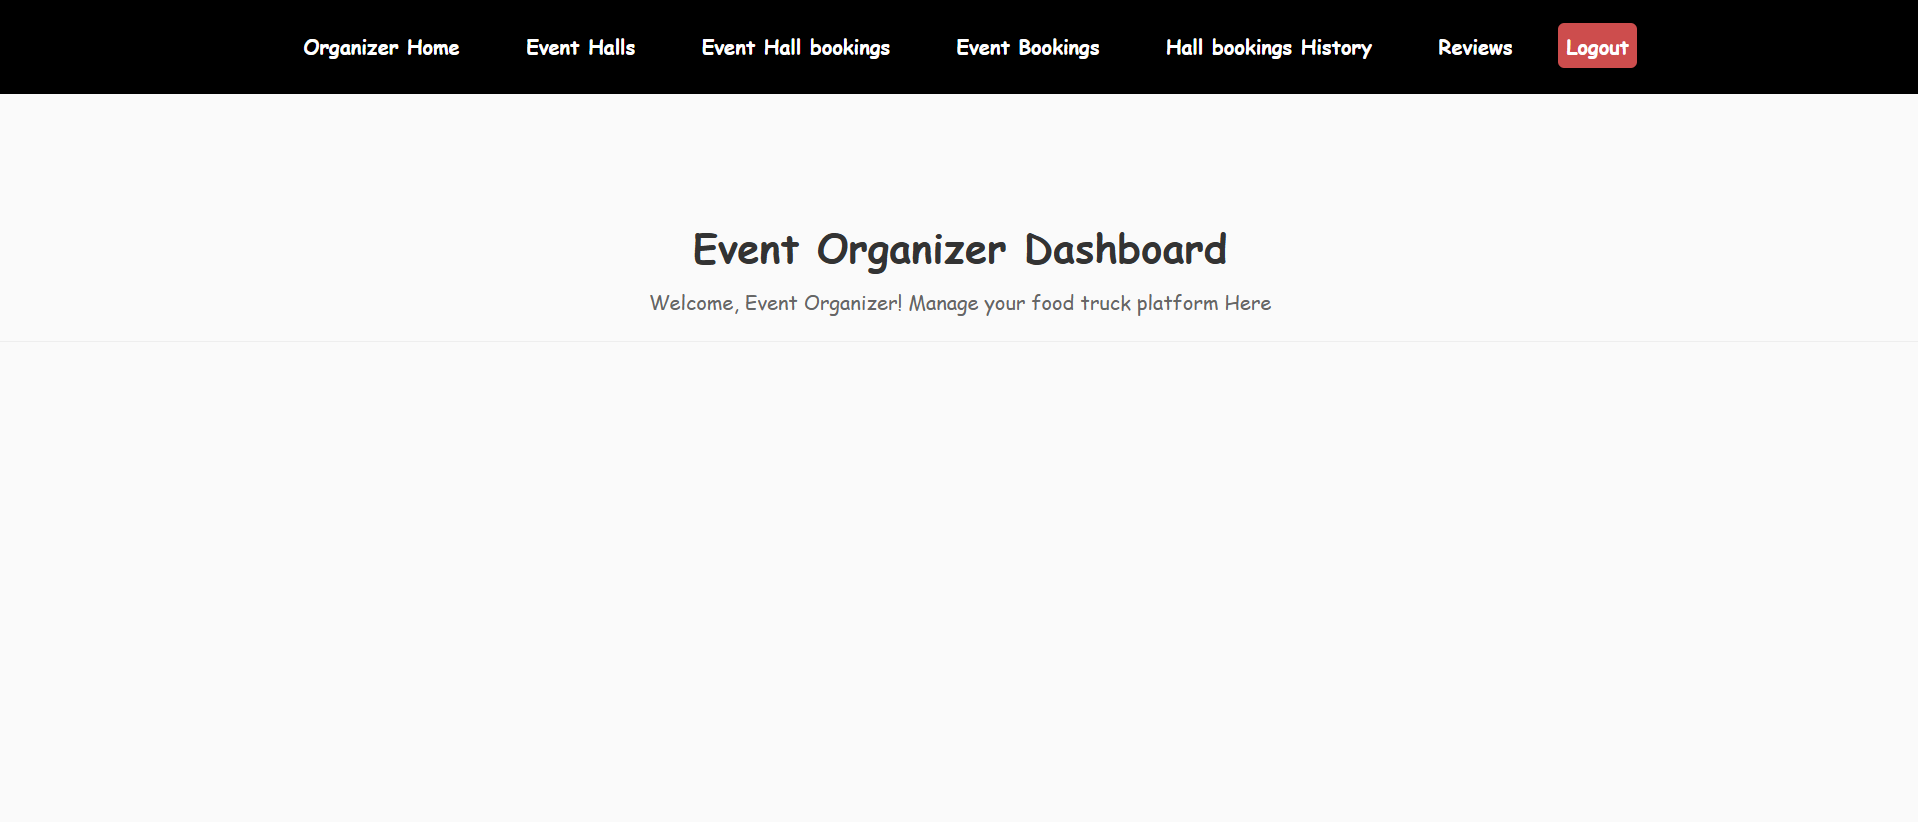 Organizer Home Event Halls Event Hall bookings Event Bookings Hall bookings History Reviews Logout
Event Organizer Dashboard
Welcome, Event Organizer! Manage your food truck platform Here